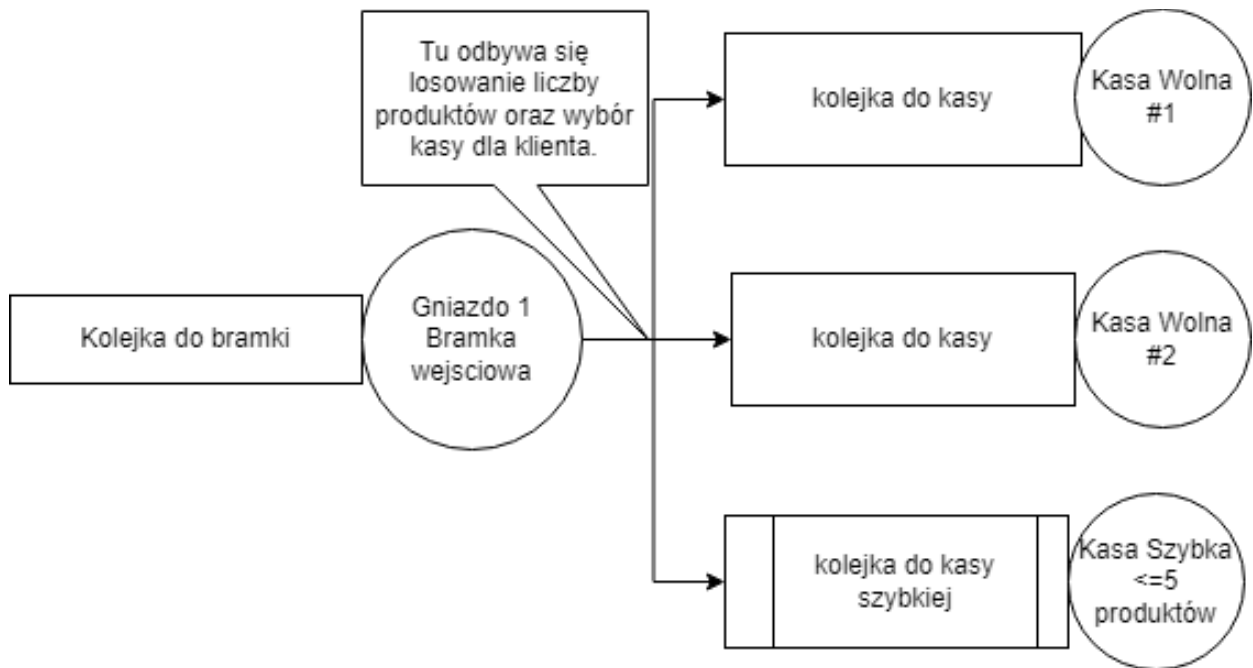 Tu odbywa się
losowanie liczby
produktów oraz wybór
kasy dla klienta.
kolejka do kasy
Kasa Wolna
#1
Kolejka do bramki
Gniazdo 1
Bramka
wejsciowa
kolejka do kasy
Kasa Wolna
#2
kolejka do kasy
szybkiej
Kasa Szybka
<=5
produktów